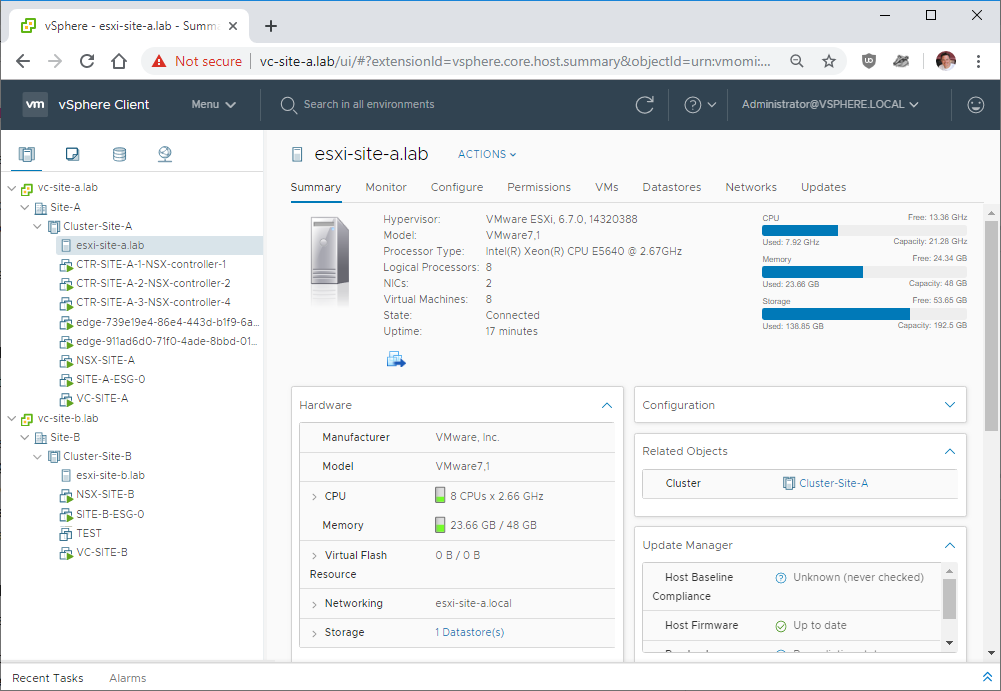 vSphere - esxi-site-a.lab - Summa
Not secure
vc-site-a.lab/ui/#?extensionId=vsphere.core.host.summary&objectId=urn:vmomi:...
vm
vSphere Client
Menu
Search in all environments
Administrator@VSPHERE.LOCAL
vc-site-a.lab
Site-A
Cluster-Site-A
esxi-site-a.lab
CTR-SITE-A-1-NSX-controller-1
CTR-SITE-A-2-NSX-controller-2
CTR-SITE-A-3-NSX-controller-4
edge-739e19e4-86e4-443d-b1f9-6a...
edge-911ad6d0-71f0-4ade-8bbd-01...
NSX-SITE-A
SITE-A-ESG-0
VC-SITE-A
vc-site-b.lab
Site-B
Cluster-Site-B
esxi-site-b.lab
NSX-SITE-B
SITE-B-ESG-0
TEST
VC-SITE-B
esxi-site-a.lab
ACTIONS
Summary Monitor Configure Permissions VMs Datastores Networks Updates
Hypervisor: VMware ESXi, 6.7.0, 14320388
Model: VMware7,1
Processor Type: Intel(R) Xeon(R) CPU E5640 @ 2.67GHz
Logical Processors: 8
NICs: 2
Virtual Machines: 8
State: Connected
Uptime: 17 minutes
CPU Free: 13.36 GHz
Used: 7.92 GHz Capacity: 21.28 GHz
Memory Free: 24.34 GB
Used: 23.66 GB Capacity: 48 GB
Storage Free: 53.65 GB
Used: 138.85 GB Capacity: 192.5 GB
Hardware
Manufacturer VMware, Inc.
Model VMware7,1
CPU 8 CPUs x 2.66 GHz
Memory 23.66 GB / 48 GB
Virtual Flash 0 B / 0 B
Resource
Networking esxi-site-a.local
Storage 1 Datastore(s)
Configuration
Related Objects
Cluster Cluster-Site-A
Update Manager
Host Baseline Unknown (never checked)
Compliance
Host Firmware Up to date
Recent Tasks Alarms